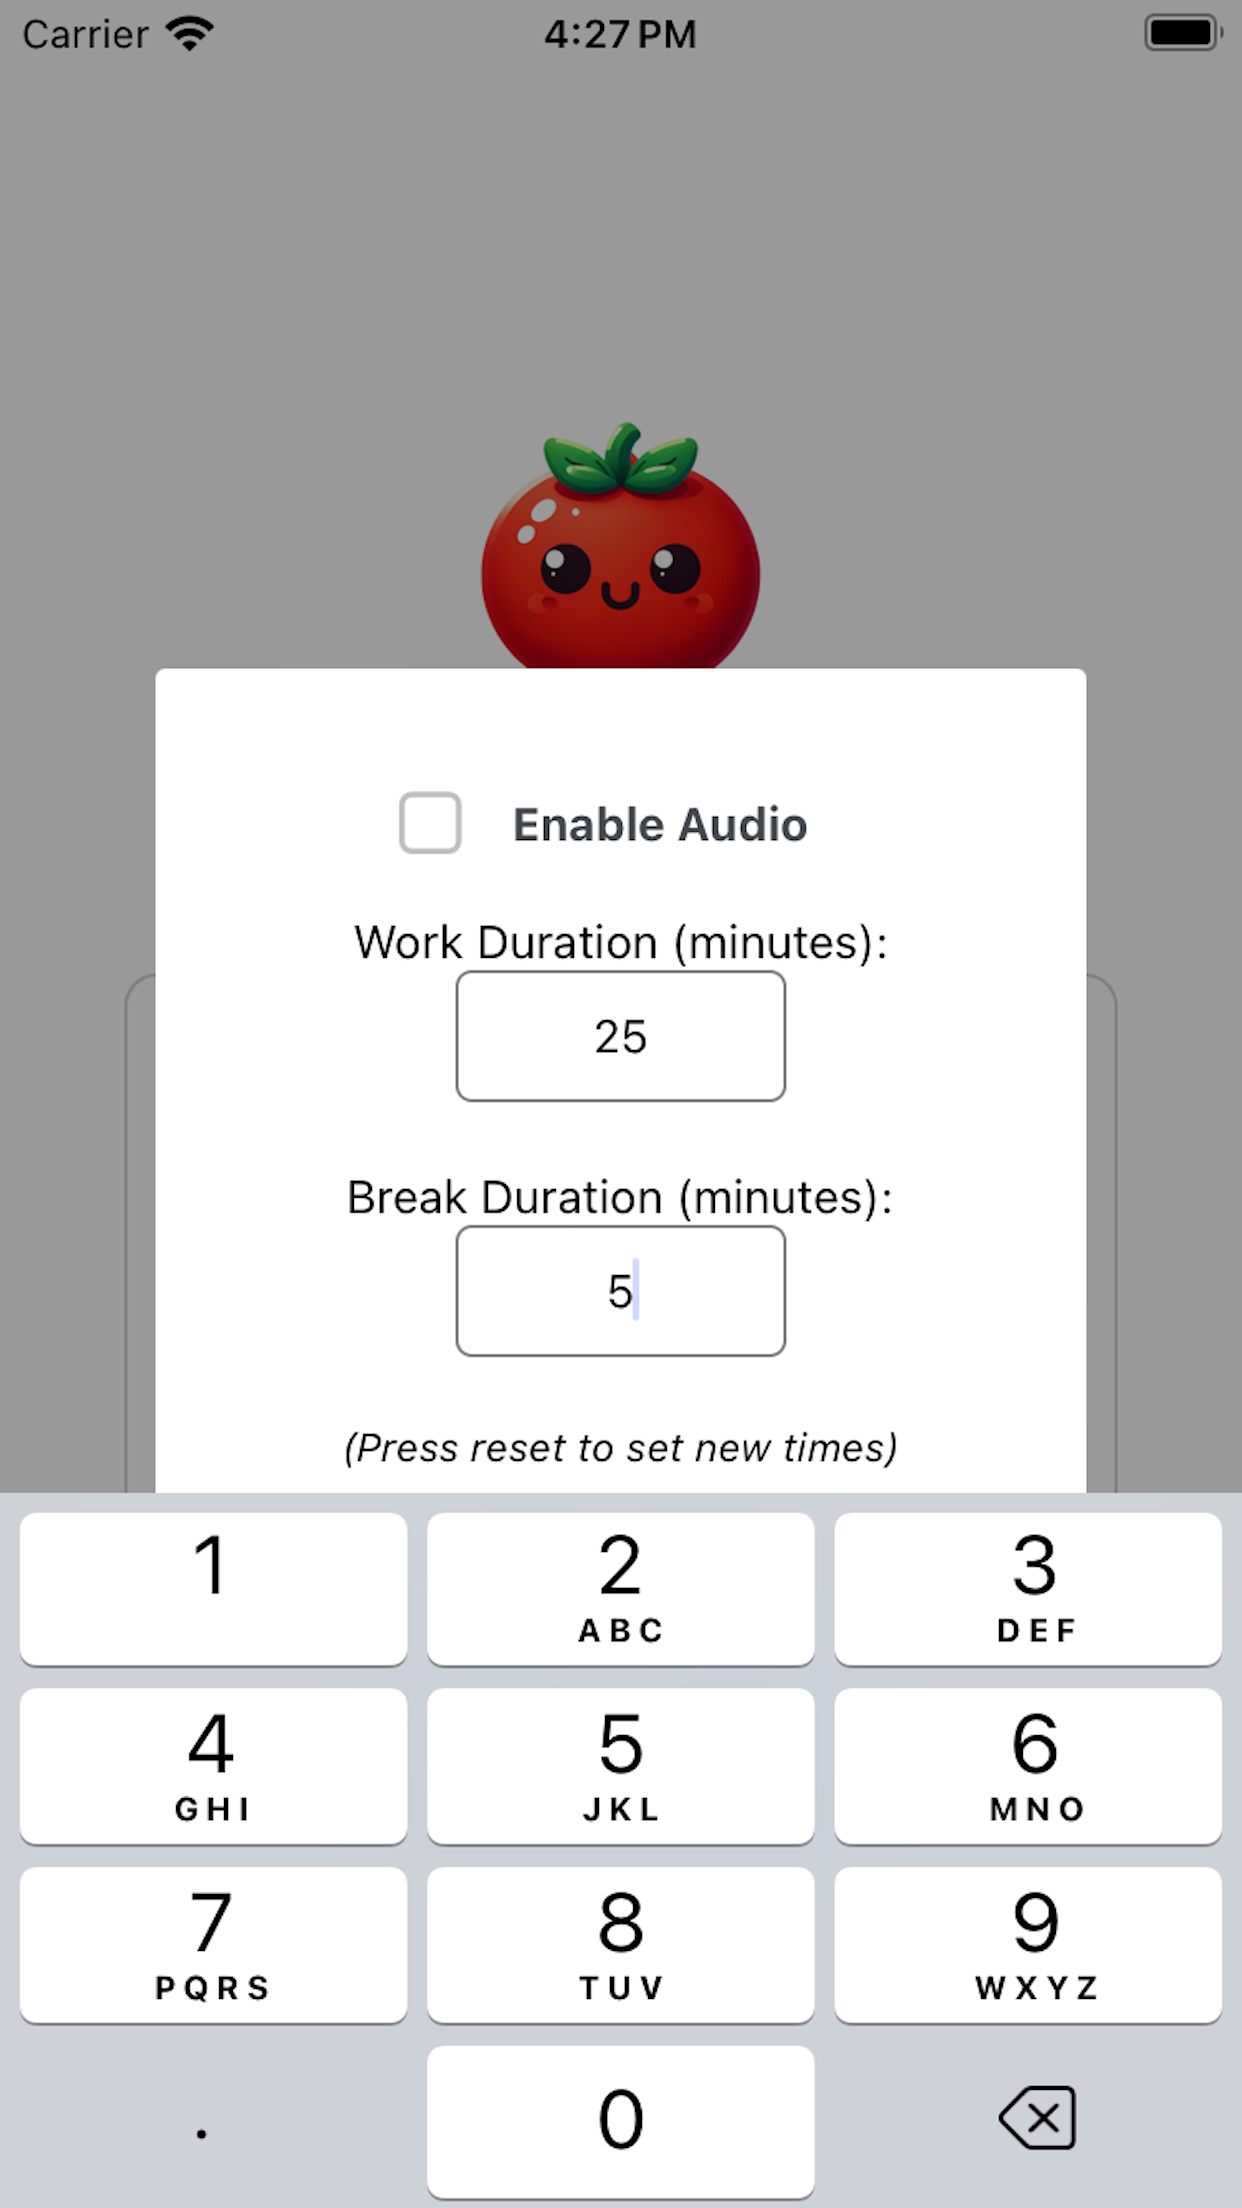 Carrier 4:27 PM
Enable Audio
Work Duration (minutes):
25
Break Duration (minutes):
5
(Press reset to set new times)
1 2 3
ABC DEF
4 5 6
GHI JKL MNO
7 8 9
PQRS TUV WXYZ
. 0